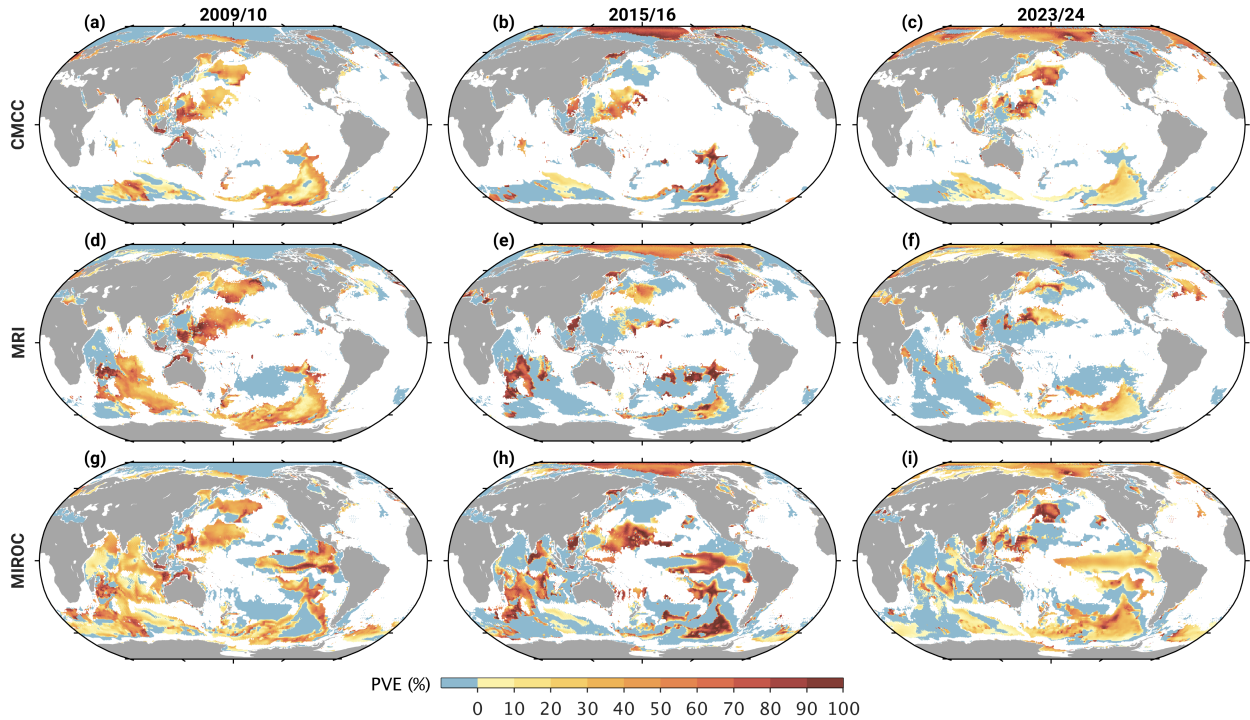 2009/10 2015/16 2023/24
(a) (b) (c)
CMCC
(d) (e) (f)
MRI
(g) (h) (i)
MIROC
PVE (%)
0 10 20 30 40 50 60 70 80 90 100